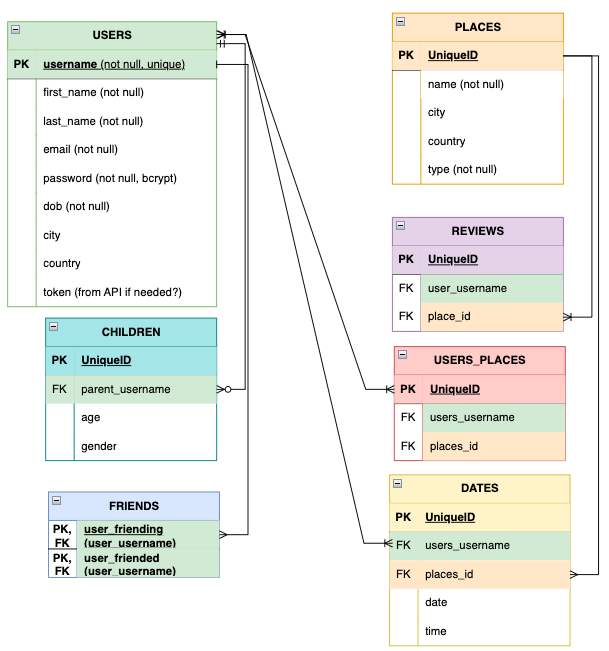 USERS
PK username (not null, unique)
first_name (not null)
last_name (not null)
email (not null)
password (not null, bcrypt)
dob (not null)
city
country
token (from API if needed?)
CHILDREN
PK UniqueID
FK parent_username
age
gender
FRIENDS
PK, user_friending
FK (user_username)
PK, user_friended
FK (user_username)
PLACES
PK UniqueID
name (not null)
city
country
type (not null)
REVIEWS
PK UniqueID
FK user_username
FK place_id
USERS_PLACES
PK UniqueID
FK users_username
FK places_id
DATES
PK UniqueID
FK users_username
FK places_id
date
time